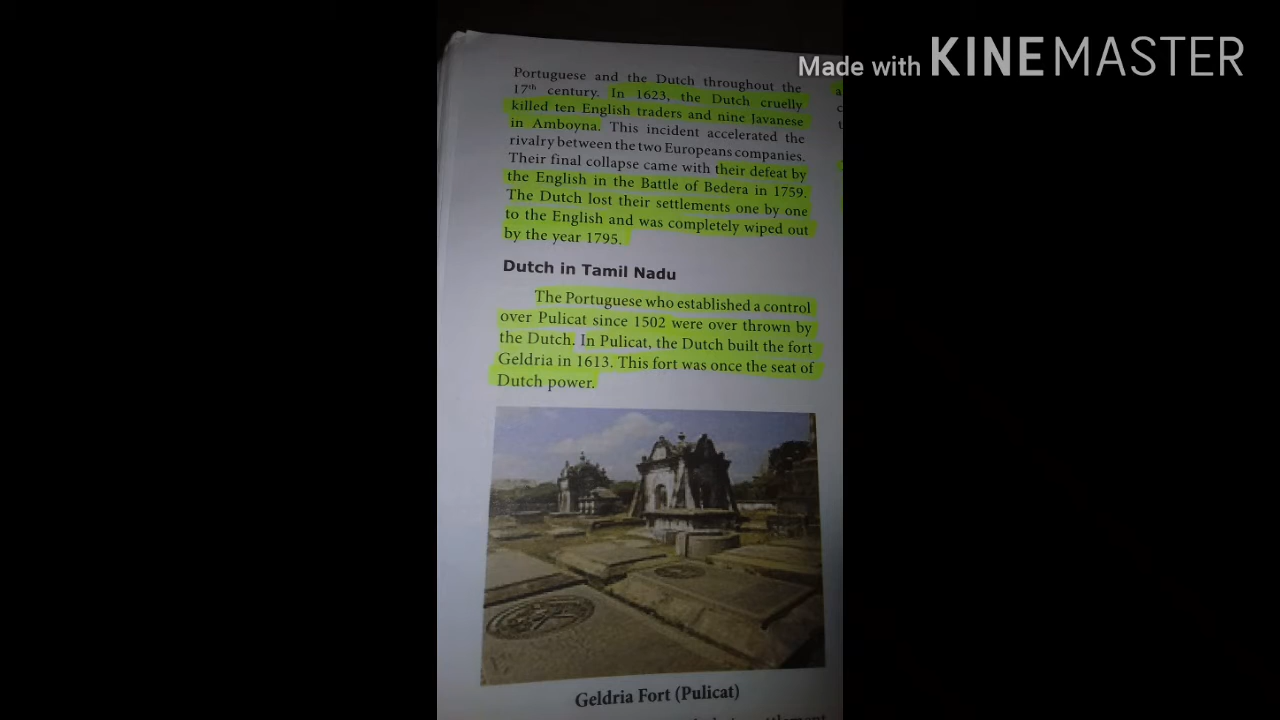 Made with KINEMASTER
Portuguese and the Dutch throughout the
17th century. In 1623, the Dutch cruelly
killed ten English traders and nine Javanese
in Amboyna. This incident accelerated the
rivalry between the two Europeans companies.
Their final collapse came with their defeat by
the English in the Battle of Bedera in 1759.
The Dutch lost their settlements one by one
to the English and was completely wiped out
by the year 1795.
Dutch in Tamil Nadu
The Portuguese who established a control
over Pulicat since 1502 were over thrown by
the Dutch. In Pulicat, the Dutch built the fort
Geldria in 1613. This fort was once the seat of
Dutch power.
Geldria Fort (Pulicat)